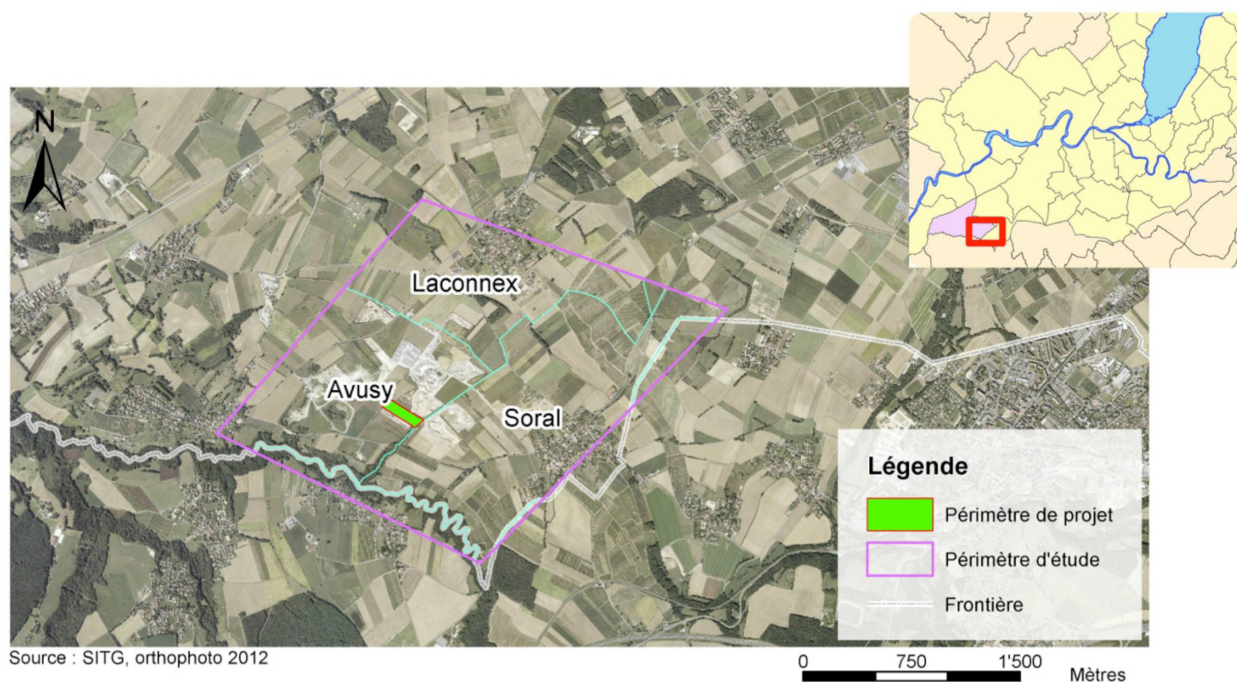 N
Laconnex
Avusy
Soral
Légende
Périmètre de projet
Périmètre d'étude
Frontière
Source : SITG, orthophoto 2012
0 750 1'500
Mètres